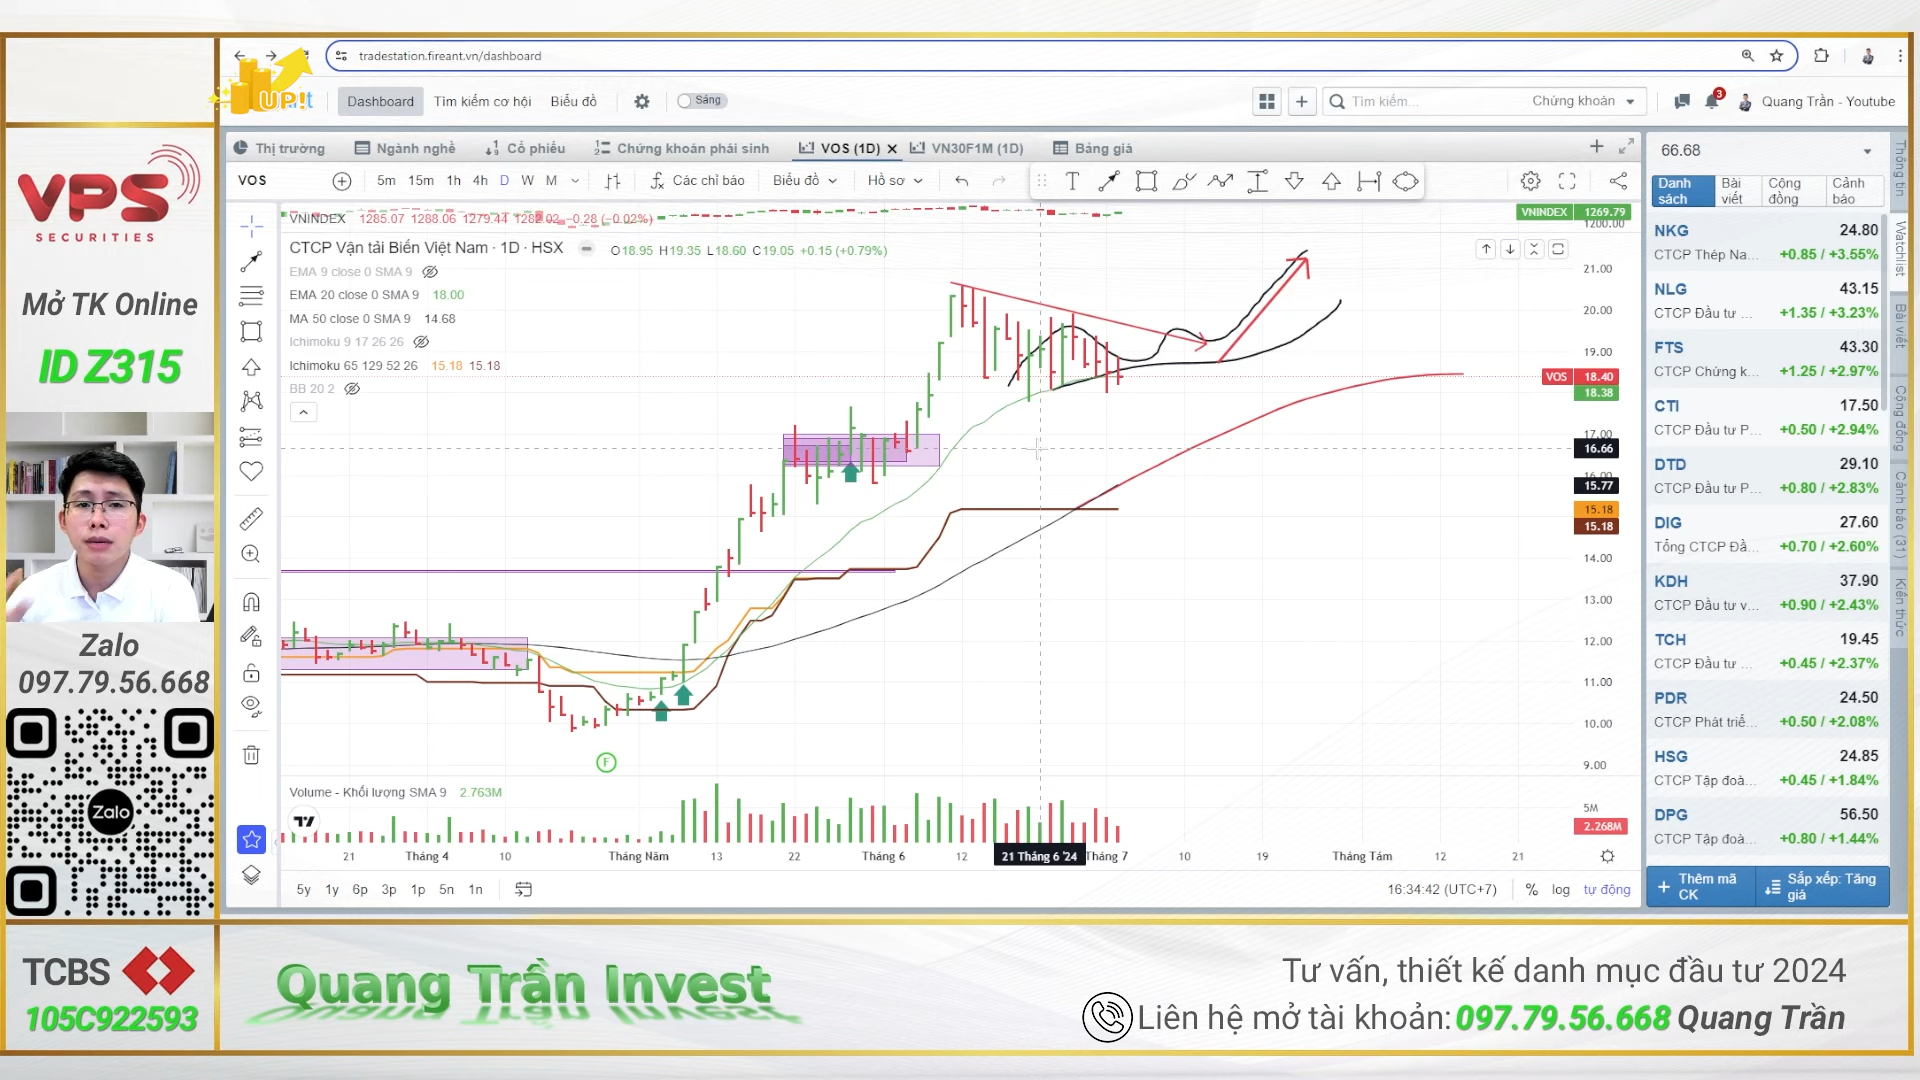 tradestation.fireant.vn/dashboard
UP!
Dashboard
Tìm kiếm cơ hội
Biểu đồ
Sáng
Tìm kiếm...
Chứng khoán
3
Quang Trần - Youtube
Thị trường
Ngành nghề
Cổ phiếu
Chứng khoán phái sinh
VOS (1D)
VN30F1M (1D)
Bảng giá
VOS
5m 15m 1h 4h D W M
Các chỉ báo
Biểu đồ
Hồ sơ
VNINDEX 1285.07 1288.06 1279.44 1282.02 −0.28 (−0.02%)
CTCP Vận tải Biển Việt Nam · 1D · HSX
O18.95 H19.35 L18.60 C19.05 +0.15 (+0.79%)
EMA 9 close 0 SMA 9
EMA 20 close 0 SMA 9 18.00
MA 50 close 0 SMA 9 14.68
Ichimoku 9 17 26 26
Ichimoku 65 129 52 26 15.18 15.18
BB 20 2
VNINDEX 1269.79
1200.00
21.00
20.00
19.00
VOS 18.40
18.38
17.00
16.66
16.00
15.77
15.18
15.18
14.00
13.00
12.00
11.00
10.00
9.00
F
Volume - Khối lượng SMA 9 2.763M
5M
2.268M
21 Tháng 4 10 Tháng Năm 13 22 Tháng 6 12 21 Tháng 6 '24 Tháng 7 10 19 Tháng Tám 12 21
5y 1y 6p 3p 1p 5n 1n
16:34:42 (UTC+7)
% log tự động
66.68
Danh sách
Bài viết
Cộng đồng
Cảnh báo
NKG 24.80
CTCP Thép Na... +0.85 / +3.55%
NLG 43.15
CTCP Đầu tư ... +1.35 / +3.23%
FTS 43.30
CTCP Chứng k... +1.25 / +2.97%
CTI 17.50
CTCP Đầu tư P... +0.50 / +2.94%
DTD 29.10
CTCP Đầu tư P... +0.80 / +2.83%
DIG 27.60
Tổng CTCP Đầ... +0.70 / +2.60%
KDH 37.90
CTCP Đầu tư v... +0.90 / +2.43%
TCH 19.45
CTCP Đầu tư ... +0.45 / +2.37%
PDR 24.50
CTCP Phát triể... +0.50 / +2.08%
HSG 24.85
CTCP Tập đoà... +0.45 / +1.84%
DPG 56.50
CTCP Tập đoà... +0.80 / +1.44%
Thêm mã CK
Sắp xếp: Tăng giá
Thông tin
Watchlist
Bài viết
Cộng đồng
Cảnh báo (31)
Kiến thức
VPS
SECURITIES
Mở TK Online
ID Z315
Zalo
097.79.56.668
Zalo
TCBS
105C922593
Quang Trần Invest
Tư vấn, thiết kế danh mục đầu tư 2024
Liên hệ mở tài khoản: 097.79.56.668 Quang Trần